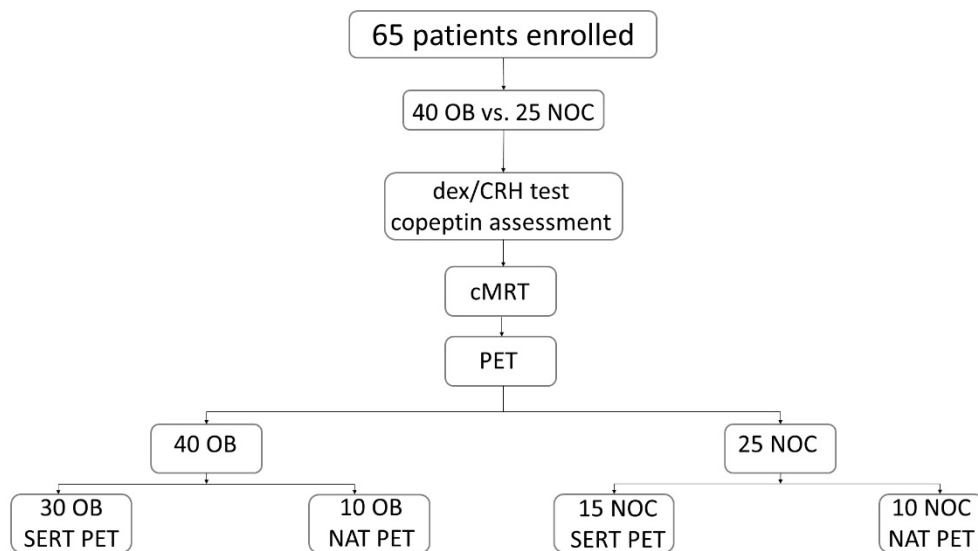 65 patients enrolled
40 OB vs. 25 NOC
dex/CRH test
copeptin assessment
cMRT
PET
40 OB
25 NOC
30 OB
SERT PET
10 OB
NAT PET
15 NOC
SERT PET
10 NOC
NAT PET